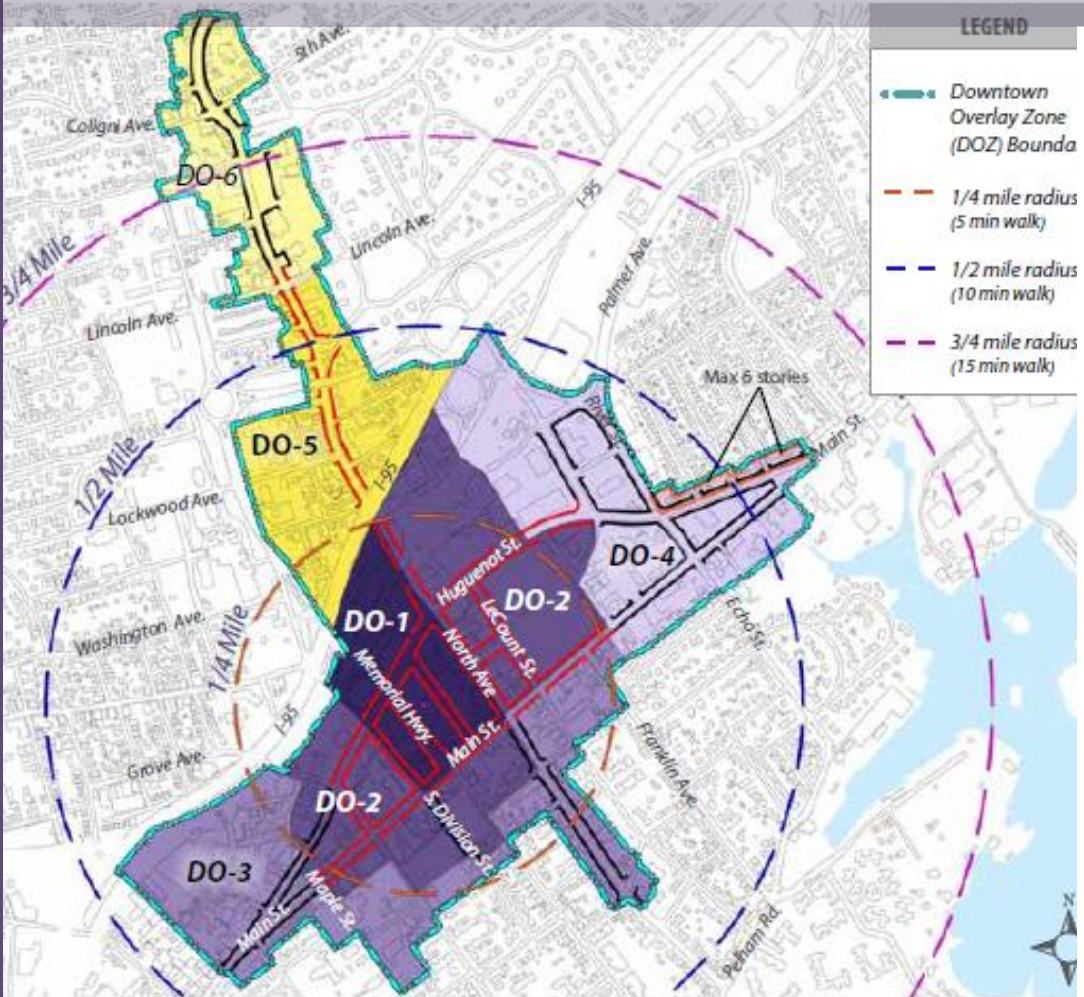 LEGEND
Downtown
Overlay Zone
(DOZ) Bounda
1/4 mile radius
(5 min walk)
1/2 mile radius
(10 min walk)
3/4 mile radius
(15 min walk)
5th Ave.
Coligni Ave.
DO-6
I-95
Lincoln Ave.
3/4 Mile
Palmer Ave.
Lincoln Ave.
Max 6 stories
River
Main St.
DO-5
1/2 Mile
I-95
Lockwood Ave.
Huguenot St.
DO-4
DO-2
LeCount St.
Echo St.
DO-1
Washington Ave.
1/4 Mile
North Ave
Memorial Hwy.
I-95
Main St.
Franklin Ave.
Grove Ave.
DO-2
S. Division St.
DO-3
Maple St.
Main St.
Pelham Rd.
N